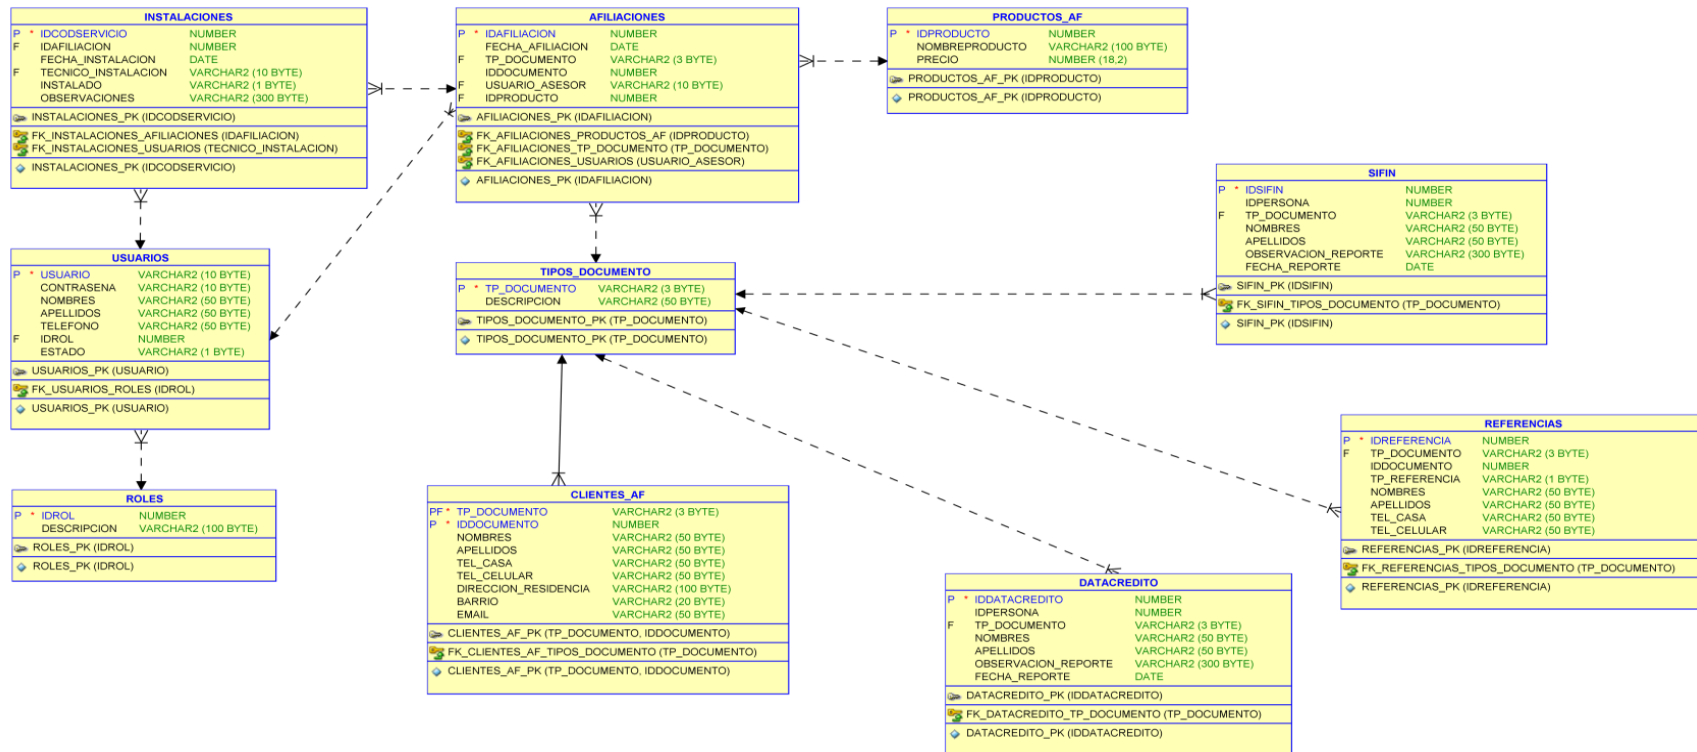 INSTALACIONES
P * IDCODSERVICIO NUMBER
F IDAFILIACION NUMBER
FECHA_INSTALACION DATE
F TECNICO_INSTALACION VARCHAR2 (10 BYTE)
INSTALADO VARCHAR2 (1 BYTE)
OBSERVACIONES VARCHAR2 (300 BYTE)
INSTALACIONES_PK (IDCODSERVICIO)
FK_INSTALACIONES_AFILIACIONES (IDAFILIACION)
FK_INSTALACIONES_USUARIOS (TECNICO_INSTALACION)
INSTALACIONES_PK (IDCODSERVICIO)
AFILIACIONES
P * IDAFILIACION NUMBER
FECHA_AFILIACION DATE
F TP_DOCUMENTO VARCHAR2 (3 BYTE)
IDDOCUMENTO NUMBER
F USUARIO_ASESOR VARCHAR2 (10 BYTE)
F IDPRODUCTO NUMBER
AFILIACIONES_PK (IDAFILIACION)
FK_AFILIACIONES_PRODUCTOS_AF (IDPRODUCTO)
FK_AFILIACIONES_TP_DOCUMENTO (TP_DOCUMENTO)
FK_AFILIACIONES_USUARIOS (USUARIO_ASESOR)
AFILIACIONES_PK (IDAFILIACION)
PRODUCTOS_AF
P * IDPRODUCTO NUMBER
NOMBREPRODUCTO VARCHAR2 (100 BYTE)
PRECIO NUMBER (18,2)
PRODUCTOS_AF_PK (IDPRODUCTO)
PRODUCTOS_AF_PK (IDPRODUCTO)
SIFIN
P * IDSIFIN NUMBER
IDPERSONA NUMBER
F TP_DOCUMENTO VARCHAR2 (3 BYTE)
NOMBRES VARCHAR2 (50 BYTE)
APELLIDOS VARCHAR2 (50 BYTE)
OBSERVACION_REPORTE VARCHAR2 (300 BYTE)
FECHA_REPORTE DATE
SIFIN_PK (IDSIFIN)
FK_SIFIN_TIPOS_DOCUMENTO (TP_DOCUMENTO)
SIFIN_PK (IDSIFIN)
USUARIOS
P * USUARIO VARCHAR2 (10 BYTE)
CONTRASENA VARCHAR2 (10 BYTE)
NOMBRES VARCHAR2 (50 BYTE)
APELLIDOS VARCHAR2 (50 BYTE)
TELEFONO VARCHAR2 (50 BYTE)
F IDROL NUMBER
ESTADO VARCHAR2 (1 BYTE)
USUARIOS_PK (USUARIO)
FK_USUARIOS_ROLES (IDROL)
USUARIOS_PK (USUARIO)
TIPOS_DOCUMENTO
P * TP_DOCUMENTO VARCHAR2 (3 BYTE)
DESCRIPCION VARCHAR2 (50 BYTE)
TIPOS_DOCUMENTO_PK (TP_DOCUMENTO)
TIPOS_DOCUMENTO_PK (TP_DOCUMENTO)
REFERENCIAS
P * IDREFERENCIA NUMBER
F TP_DOCUMENTO VARCHAR2 (3 BYTE)
IDDOCUMENTO NUMBER
TP_REFERENCIA VARCHAR2 (1 BYTE)
NOMBRES VARCHAR2 (50 BYTE)
APELLIDOS VARCHAR2 (50 BYTE)
TEL_CASA VARCHAR2 (50 BYTE)
TEL_CELULAR VARCHAR2 (50 BYTE)
REFERENCIAS_PK (IDREFERENCIA)
FK_REFERENCIAS_TIPOS_DOCUMENTO (TP_DOCUMENTO)
REFERENCIAS_PK (IDREFERENCIA)
ROLES
P * IDROL NUMBER
DESCRIPCION VARCHAR2 (100 BYTE)
ROLES_PK (IDROL)
ROLES_PK (IDROL)
CLIENTES_AF
PF * TP_DOCUMENTO VARCHAR2 (3 BYTE)
P * IDDOCUMENTO NUMBER
NOMBRES VARCHAR2 (50 BYTE)
APELLIDOS VARCHAR2 (50 BYTE)
TEL_CASA VARCHAR2 (50 BYTE)
TEL_CELULAR VARCHAR2 (50 BYTE)
DIRECCION_RESIDENCIA VARCHAR2 (100 BYTE)
BARRIO VARCHAR2 (20 BYTE)
EMAIL VARCHAR2 (50 BYTE)
CLIENTES_AF_PK (TP_DOCUMENTO, IDDOCUMENTO)
FK_CLIENTES_AF_TIPOS_DOCUMENTO (TP_DOCUMENTO)
CLIENTES_AF_PK (TP_DOCUMENTO, IDDOCUMENTO)
DATACREDITO
P * IDDATACREDITO NUMBER
IDPERSONA NUMBER
F TP_DOCUMENTO VARCHAR2 (3 BYTE)
NOMBRES VARCHAR2 (50 BYTE)
APELLIDOS VARCHAR2 (50 BYTE)
OBSERVACION_REPORTE VARCHAR2 (300 BYTE)
FECHA_REPORTE DATE
DATACREDITO_PK (IDDATACREDITO)
FK_DATACREDITO_TP_DOCUMENTO (TP_DOCUMENTO)
DATACREDITO_PK (IDDATACREDITO)